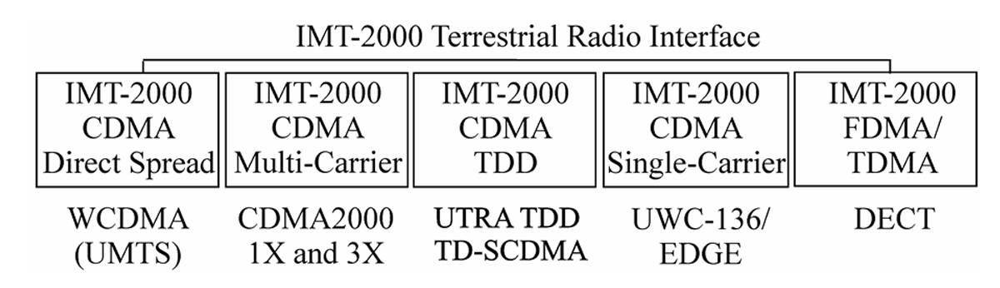 IMT-2000 Terrestrial Radio Interface
IMT-2000
CDMA
Direct Spread
IMT-2000
CDMA
Multi-Carrier
IMT-2000
CDMA
TDD
IMT-2000
CDMA
Single-Carrier
IMT-2000
FDMA/
TDMA
WCDMA
(UMTS)
CDMA2000
1X and 3X
UTRA TDD
TD-SCDMA
UWC-136/
EDGE
DECT